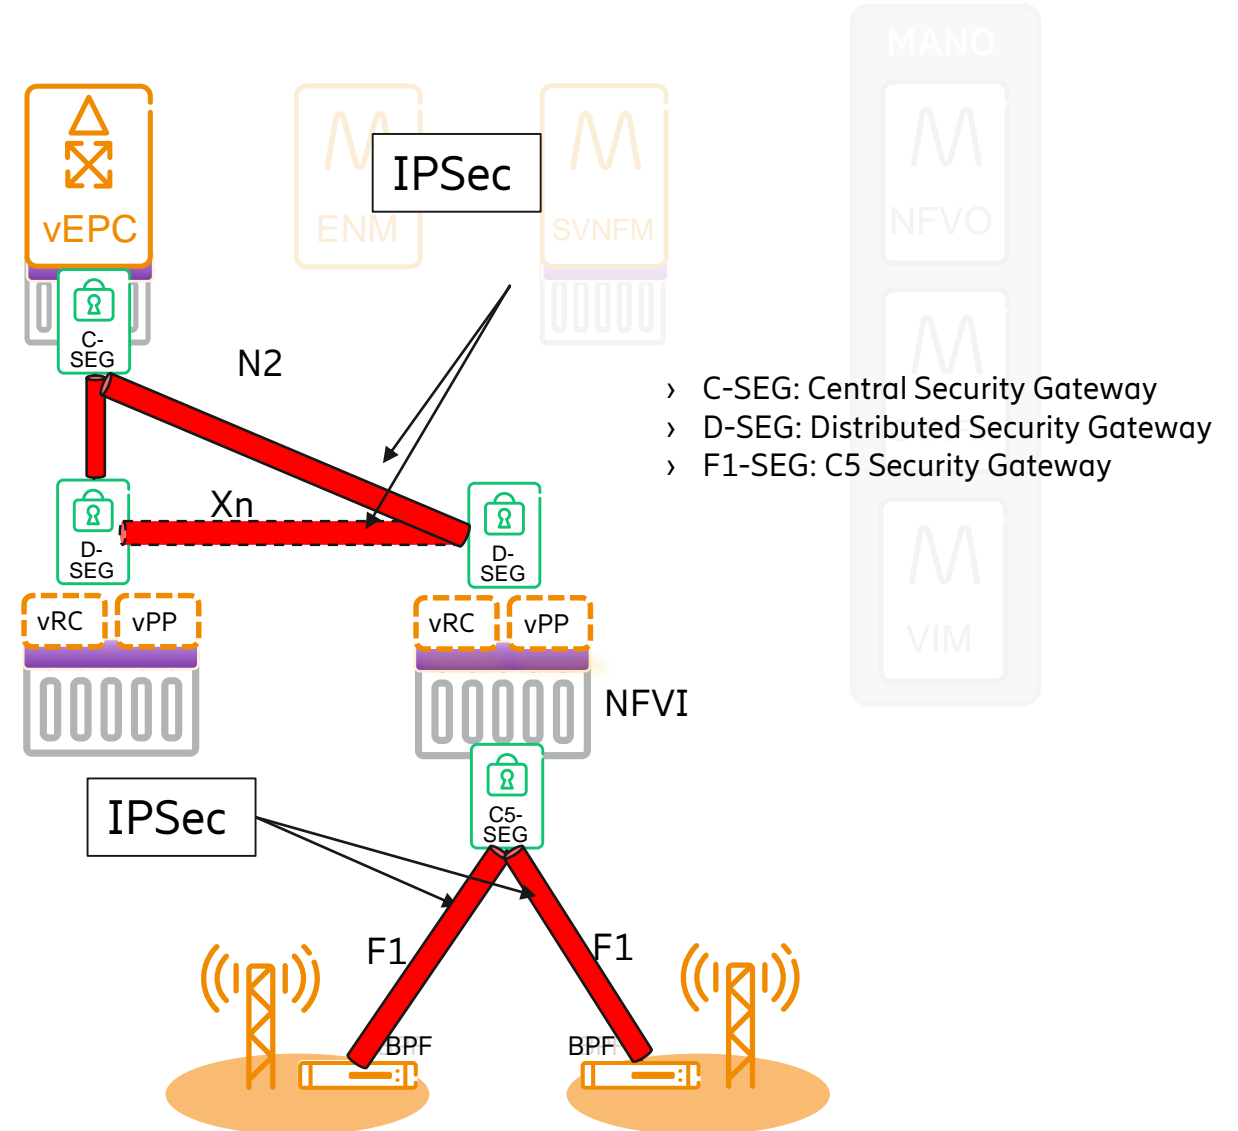 MANO
vEPC
ENM
IPSec
SVNFM
NFVO
C-
SEG
N2
› C-SEG: Central Security Gateway
› D-SEG: Distributed Security Gateway
› F1-SEG: C5 Security Gateway
Xn
D-
SEG
D-
SEG
vRC
vPP
vRC
vPP
VIM
NFVI
IPSec
C5-
SEG
F1
F1
BPF
BPF